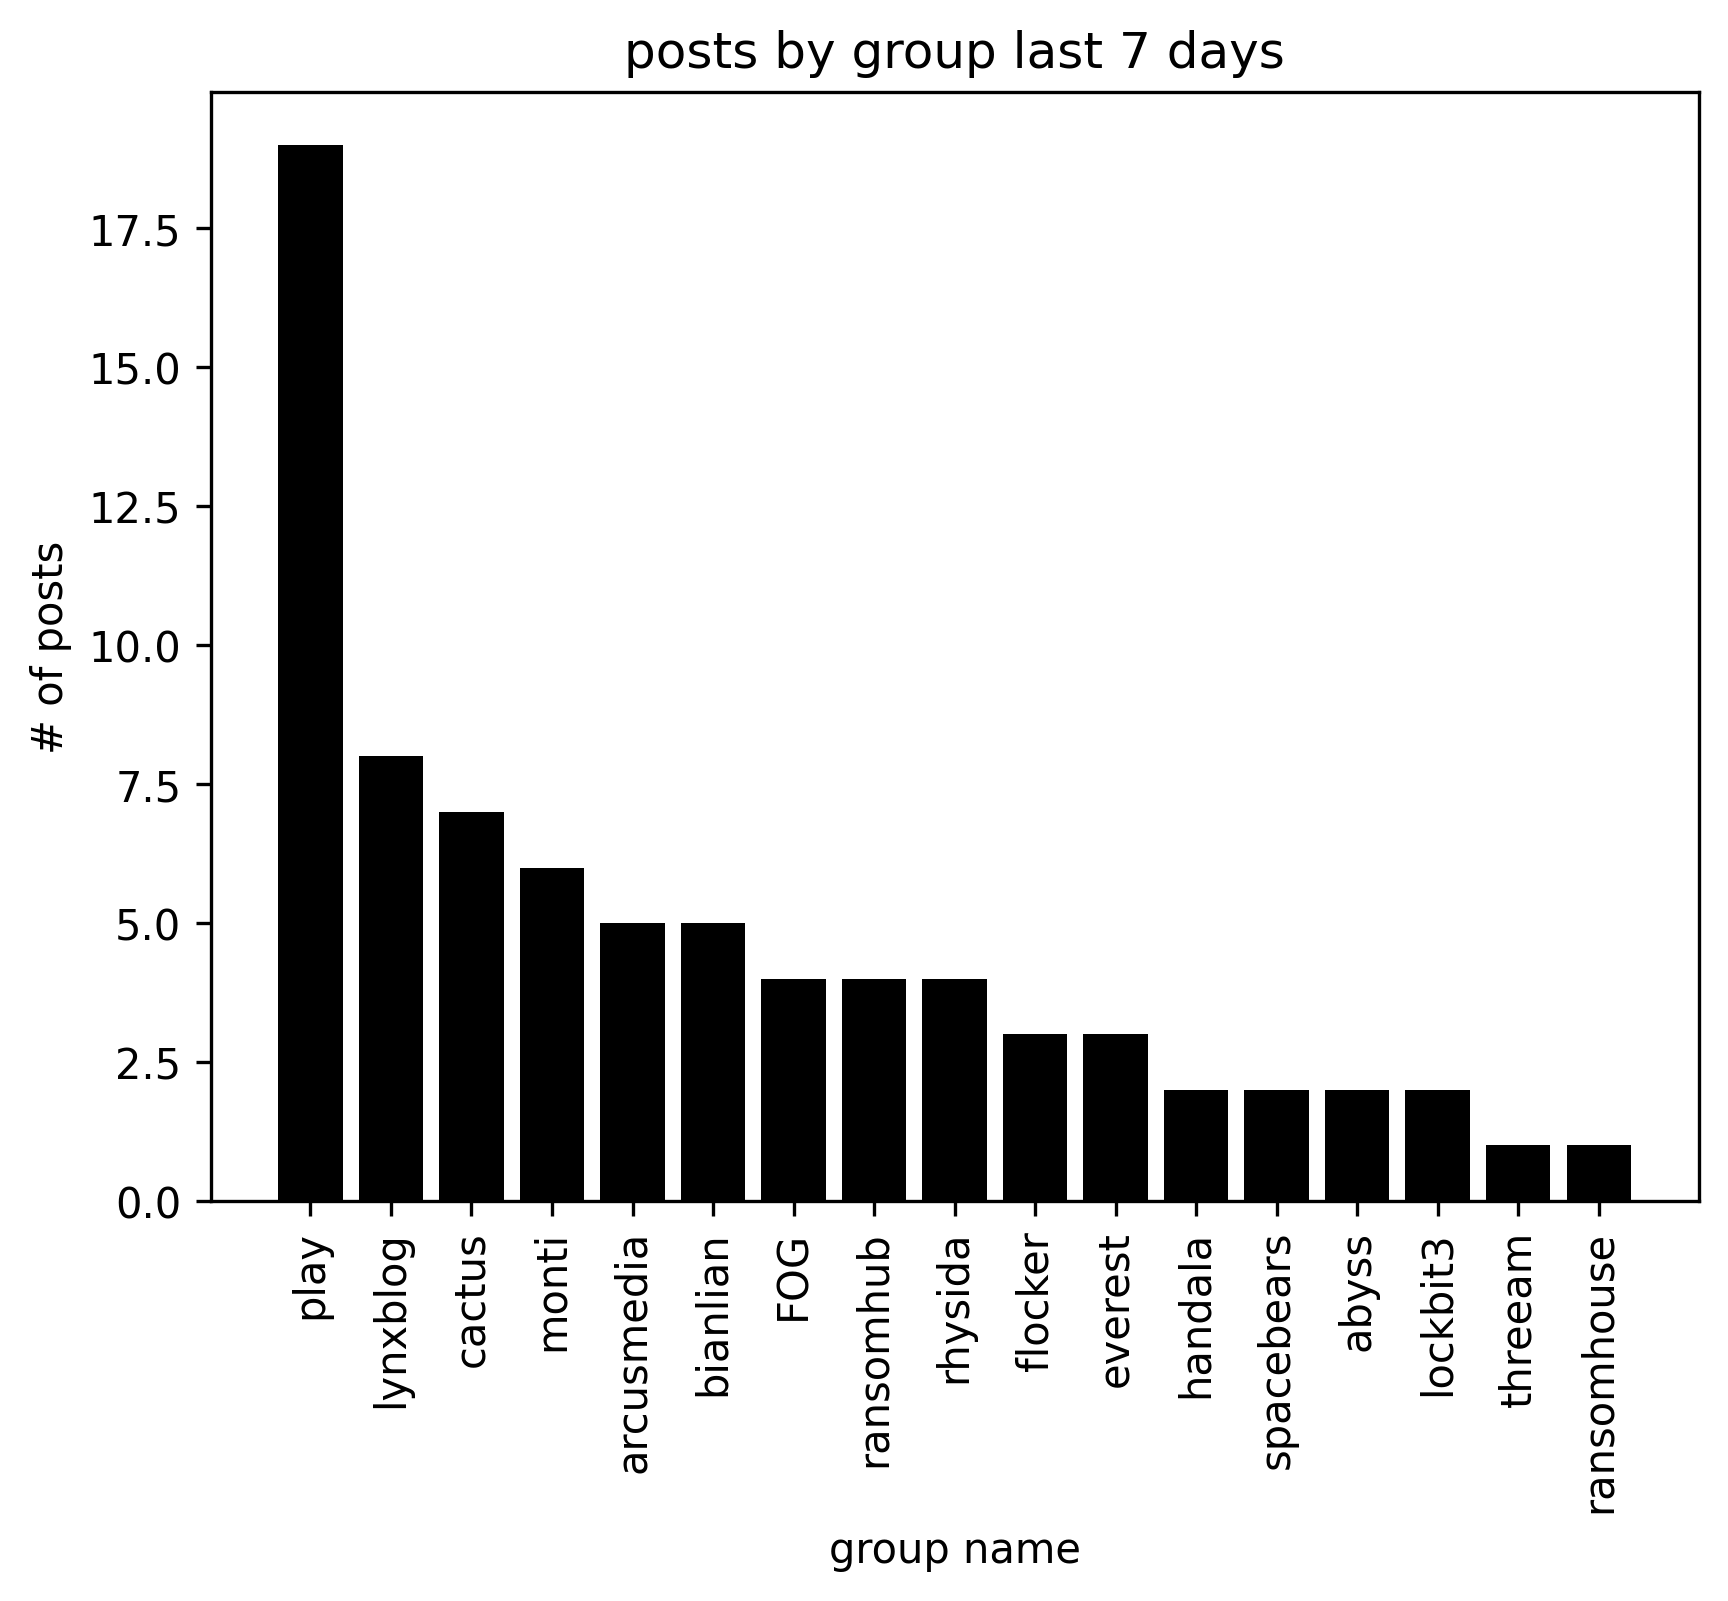 posts by group last 7 days
# of posts
17.5
15.0
12.5
10.0
7.5
5.0
2.5
0.0
play
lynxblog
cactus
monti
arcusmedia
bianlian
FOG
ransomhub
rhysida
flocker
everest
handala
spacebears
abyss
lockbit3
threeam
ransomhouse
group name